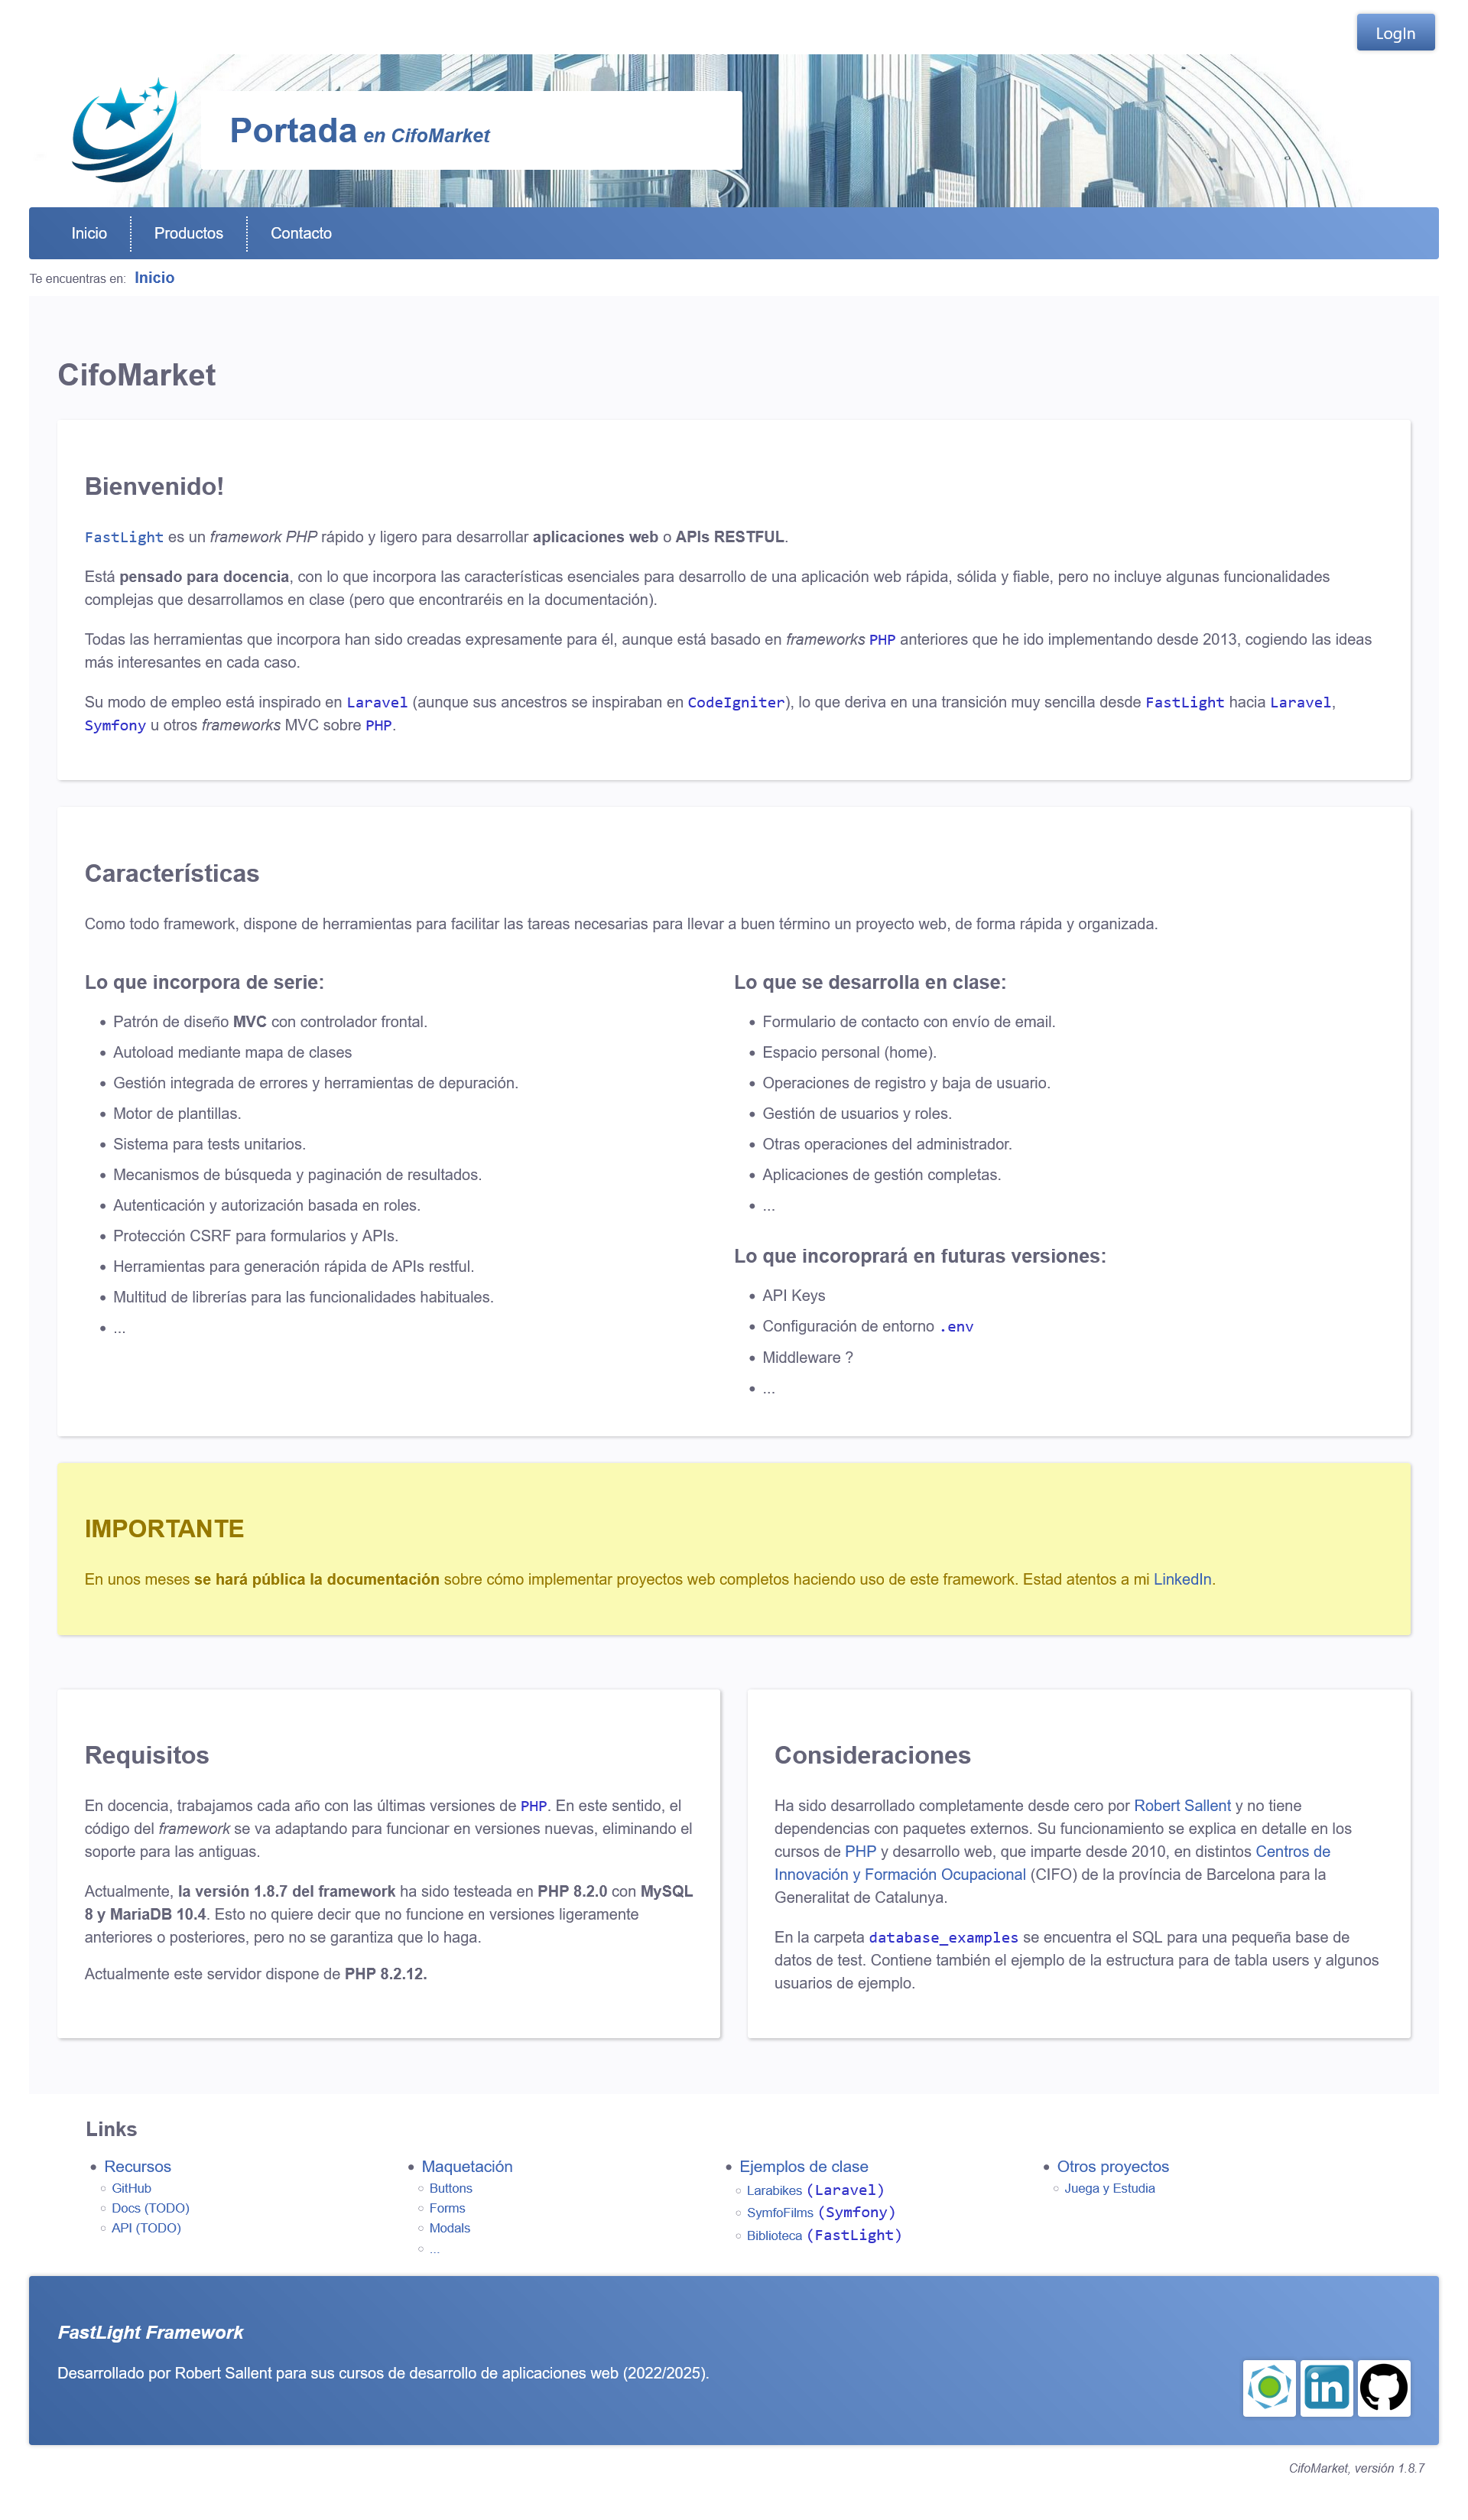 LogIn
Portada en CifoMarket
Inicio
Productos
Contacto
Te encuentras en: Inicio
CifoMarket
Bienvenido!
FastLight es un framework PHP rápido y ligero para desarrollar aplicaciones web o APIs RESTFUL.
Está pensado para docencia, con lo que incorpora las características esenciales para desarrollo de una aplicación web rápida, sólida y fiable, pero no incluye algunas funcionalidades
complejas que desarrollamos en clase (pero que encontraréis en la documentación).
Todas las herramientas que incorpora han sido creadas expresamente para él, aunque está basado en frameworks PHP anteriores que he ido implementando desde 2013, cogiendo las ideas
más interesantes en cada caso.
Su modo de empleo está inspirado en Laravel (aunque sus ancestros se inspiraban en CodeIgniter), lo que deriva en una transición muy sencilla desde FastLight hacia Laravel,
Symfony u otros frameworks MVC sobre PHP.
Características
Como todo framework, dispone de herramientas para facilitar las tareas necesarias para llevar a buen término un proyecto web, de forma rápida y organizada.
Lo que incorpora de serie:
• Patrón de diseño MVC con controlador frontal.
• Autoload mediante mapa de clases
• Gestión integrada de errores y herramientas de depuración.
• Motor de plantillas.
• Sistema para tests unitarios.
• Mecanismos de búsqueda y paginación de resultados.
• Autenticación y autorización basada en roles.
• Protección CSRF para formularios y APIs.
• Herramientas para generación rápida de APIs restful.
• Multitud de librerías para las funcionalidades habituales.
• ...
Lo que se desarrolla en clase:
• Formulario de contacto con envío de email.
• Espacio personal (home).
• Operaciones de registro y baja de usuario.
• Gestión de usuarios y roles.
• Otras operaciones del administrador.
• Aplicaciones de gestión completas.
• ...
Lo que incoroprará en futuras versiones:
• API Keys
• Configuración de entorno .env
• Middleware ?
• ...
IMPORTANTE
En unos meses se hará pública la documentación sobre cómo implementar proyectos web completos haciendo uso de este framework. Estad atentos a mi LinkedIn.
Requisitos
En docencia, trabajamos cada año con las últimas versiones de PHP. En este sentido, el
código del framework se va adaptando para funcionar en versiones nuevas, eliminando el
soporte para las antiguas.
Actualmente, la versión 1.8.7 del framework ha sido testeada en PHP 8.2.0 con MySQL
8 y MariaDB 10.4. Esto no quiere decir que no funcione en versiones ligeramente
anteriores o posteriores, pero no se garantiza que lo haga.
Actualmente este servidor dispone de PHP 8.2.12.
Consideraciones
Ha sido desarrollado completamente desde cero por Robert Sallent y no tiene
dependencias con paquetes externos. Su funcionamiento se explica en detalle en los
cursos de PHP y desarrollo web, que imparte desde 2010, en distintos Centros de
Innovación y Formación Ocupacional (CIFO) de la província de Barcelona para la
Generalitat de Catalunya.
En la carpeta database_examples se encuentra el SQL para una pequeña base de
datos de test. Contiene también el ejemplo de la estructura para de tabla users y algunos
usuarios de ejemplo.
Links
• Recursos
◦ GitHub
◦ Docs (TODO)
◦ API (TODO)
• Maquetación
◦ Buttons
◦ Forms
◦ Modals
◦ ...
• Ejemplos de clase
◦ Larabikes (Laravel)
◦ SymfoFilms (Symfony)
◦ Biblioteca (FastLight)
• Otros proyectos
◦ Juega y Estudia
FastLight Framework
Desarrollado por Robert Sallent para sus cursos de desarrollo de aplicaciones web (2022/2025).
in
CifoMarket, versión 1.8.7